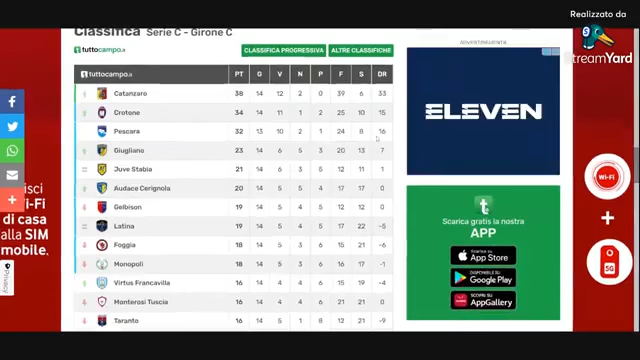 Classifica Serie C - Girone C
Realizzato da
StreamYard
tuttocampo.it
CLASSIFICA PROGRESSIVA
ALTRE CLASSIFICHE
tuttocampo.it PT G V N P F S DR
Catanzaro 38 14 12 2 0 39 6 33
Crotone 34 14 11 1 2 25 10 15
Pescara 32 13 10 2 1 24 8 16
Giugliano 23 14 6 5 3 20 13 7
Juve Stabia 21 14 6 3 5 12 11 1
Audace Cerignola 20 14 5 5 4 17 17 0
Gelbison 19 14 5 4 5 12 12 0
Latina 19 14 5 4 5 17 22 -5
Foggia 18 14 5 3 6 15 21 -6
Monopoli 18 14 5 3 6 16 17 -1
Virtus Francavilla 16 14 4 4 6 15 19 -4
Monterosi Tuscia 16 14 4 4 6 21 21 0
Taranto 16 14 5 1 8 12 21 -9
ELEVEN
Scarica gratis la nostra
APP
Scarica su
App Store
DISPONIBILE SU
Google Play
SCOPRI SU
AppGallery
di casa
alla SIM
mobile.
Privacy
Wi-Fi
+
5G